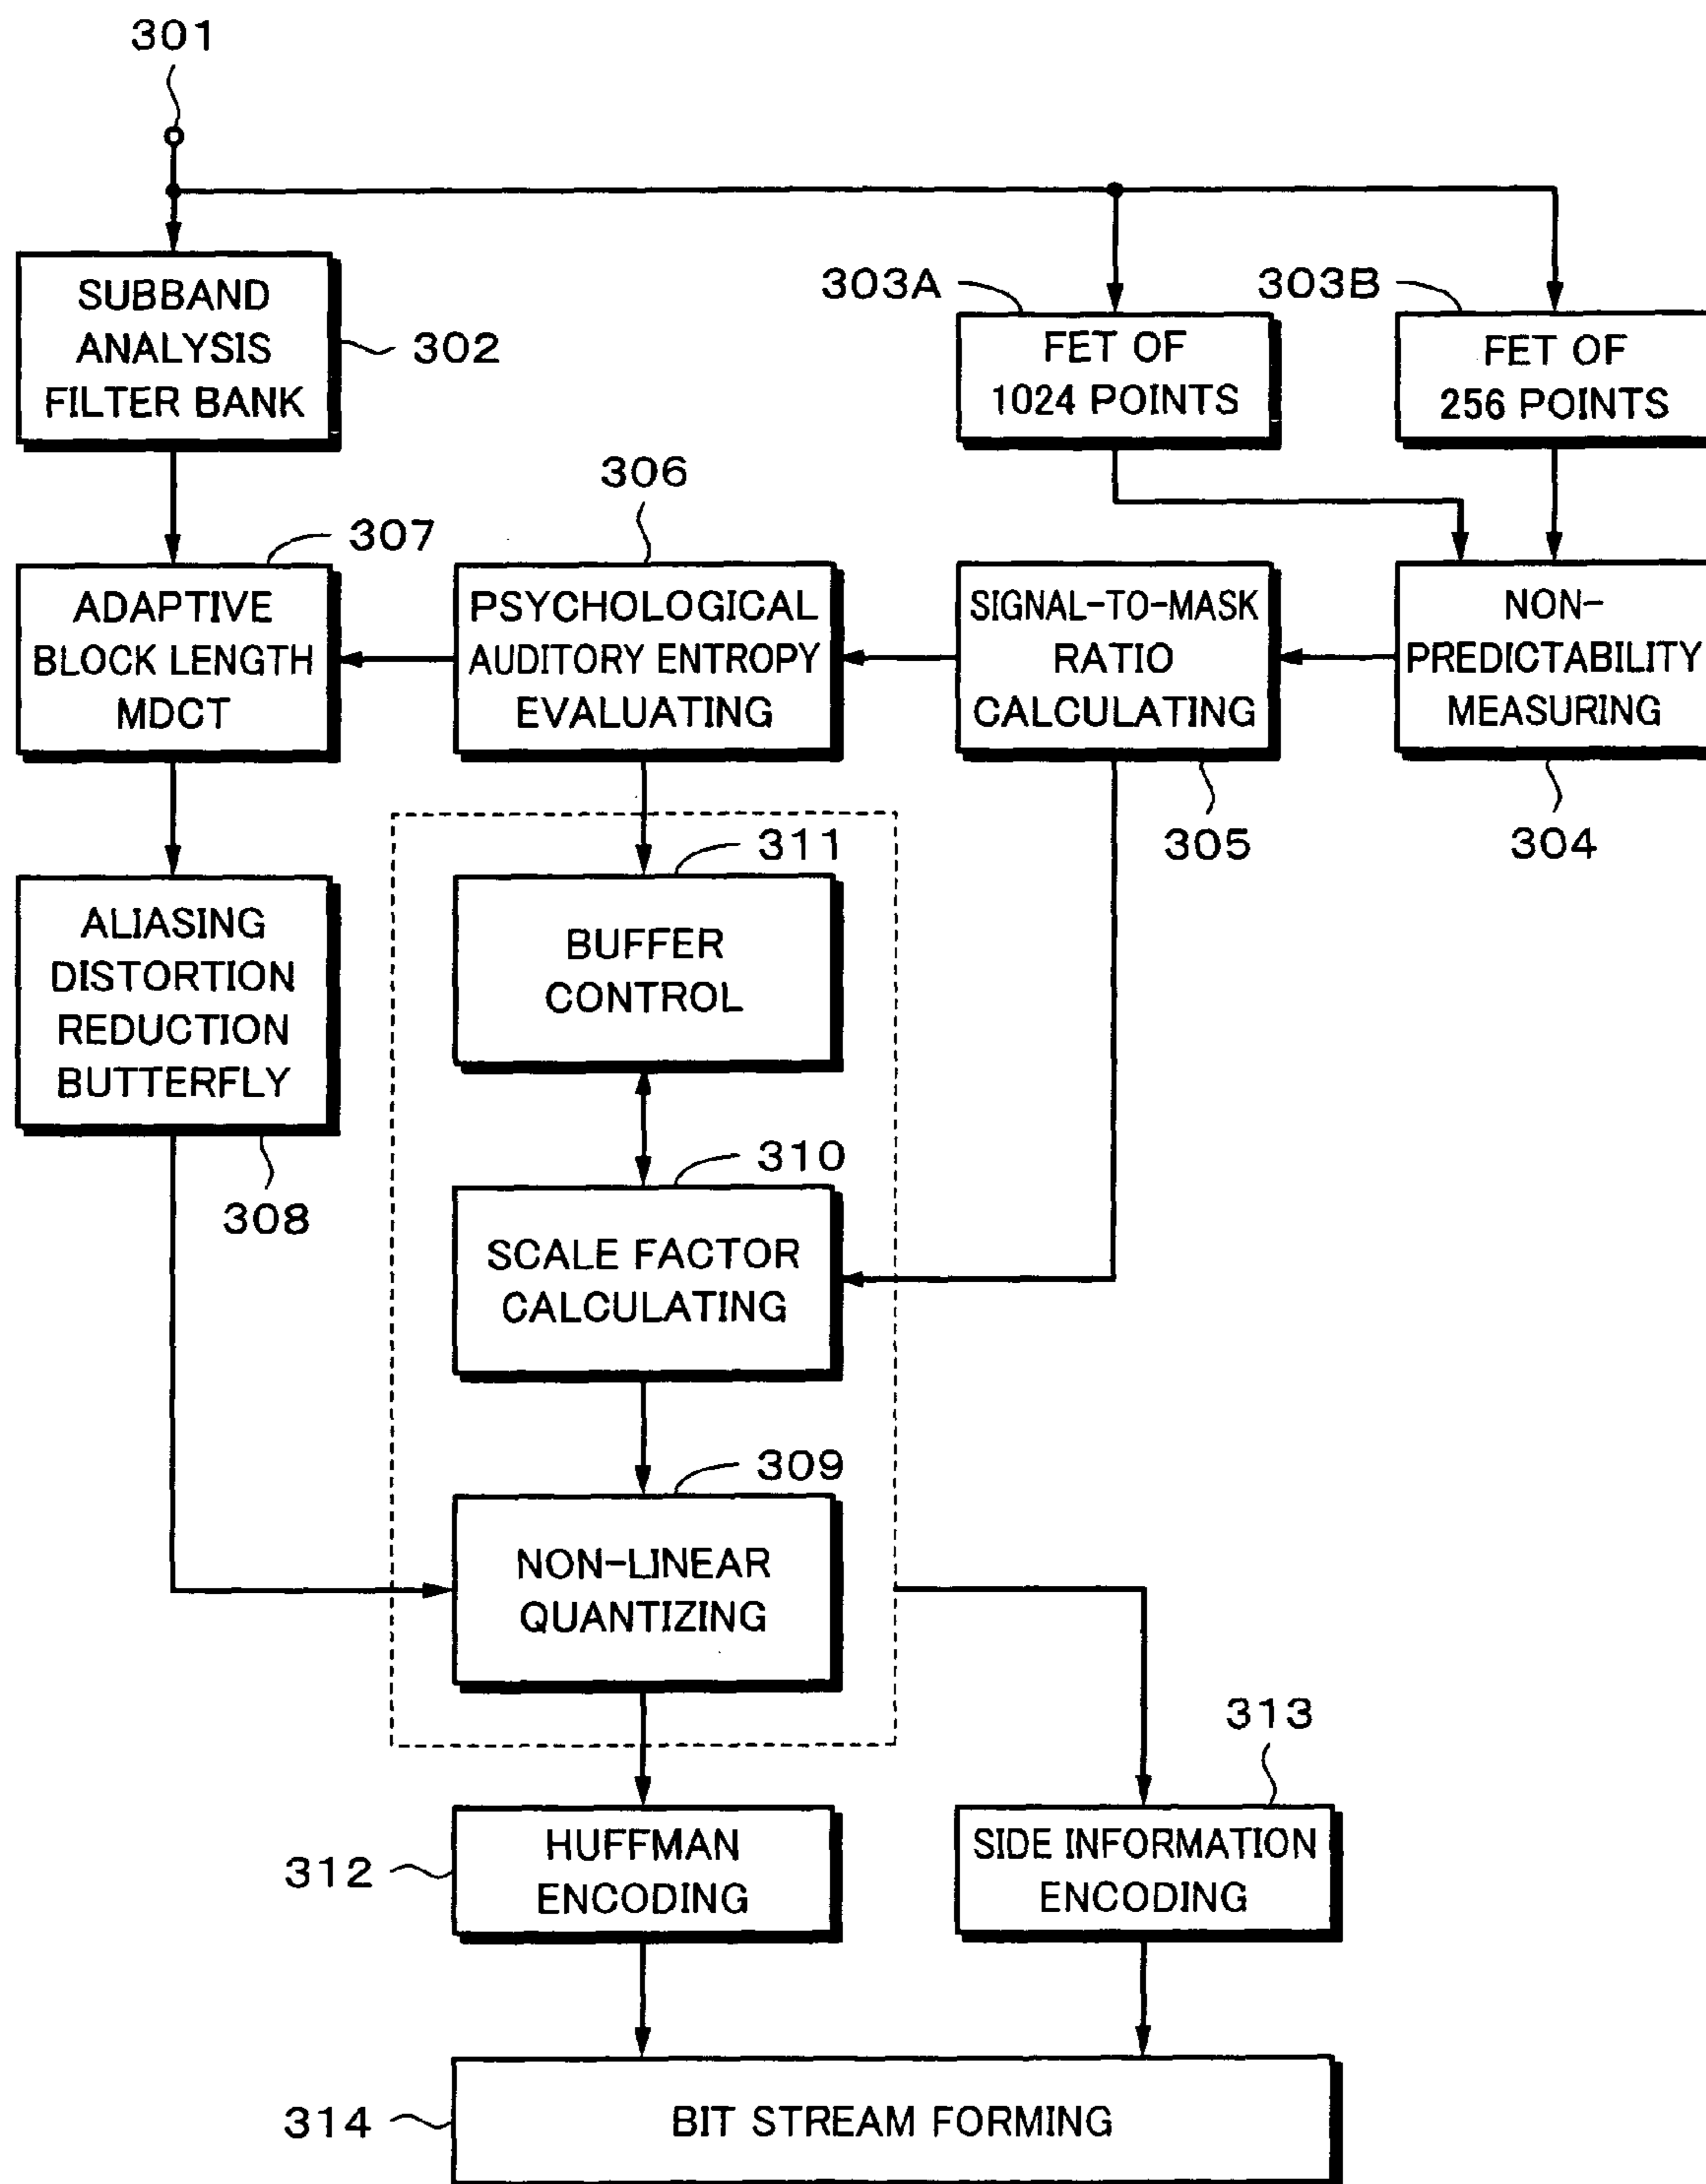 301
SUBBAND
ANALYSIS
FILTER BANK
302
303A
FET OF
1024 POINTS
303B
FET OF
256 POINTS
306
307
ADAPTIVE
BLOCK LENGTH
MDCT
PSYCHOLOGICAL
AUDITORY ENTROPY
EVALUATING
SIGNAL-TO-MASK
RATIO
CALCULATING
NON-
PREDICTABILITY
MEASURING
305
304
311
ALIASING
DISTORTION
REDUCTION
BUTTERFLY
BUFFER
CONTROL
308
310
SCALE FACTOR
CALCULATING
309
NON-LINEAR
QUANTIZING
313
312
HUFFMAN
ENCODING
SIDE INFORMATION
ENCODING
314
BIT STREAM FORMING